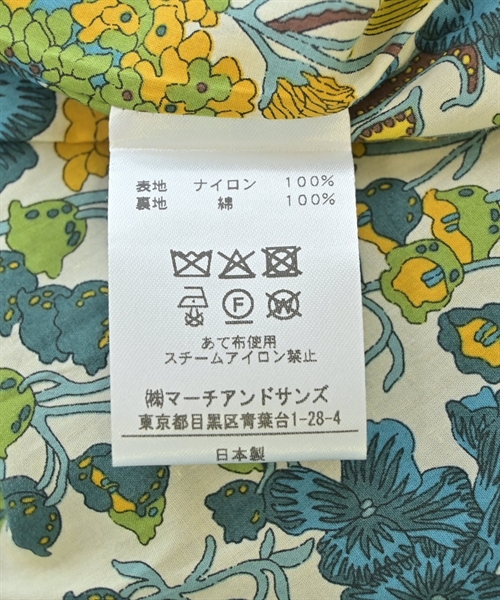 表地 ナイロン 100%
裏地 綿 100%
F
W
あて布使用
スチームアイロン禁止
㈱マーチアンドサンズ
東京都目黒区青葉台1-28-4
日本製